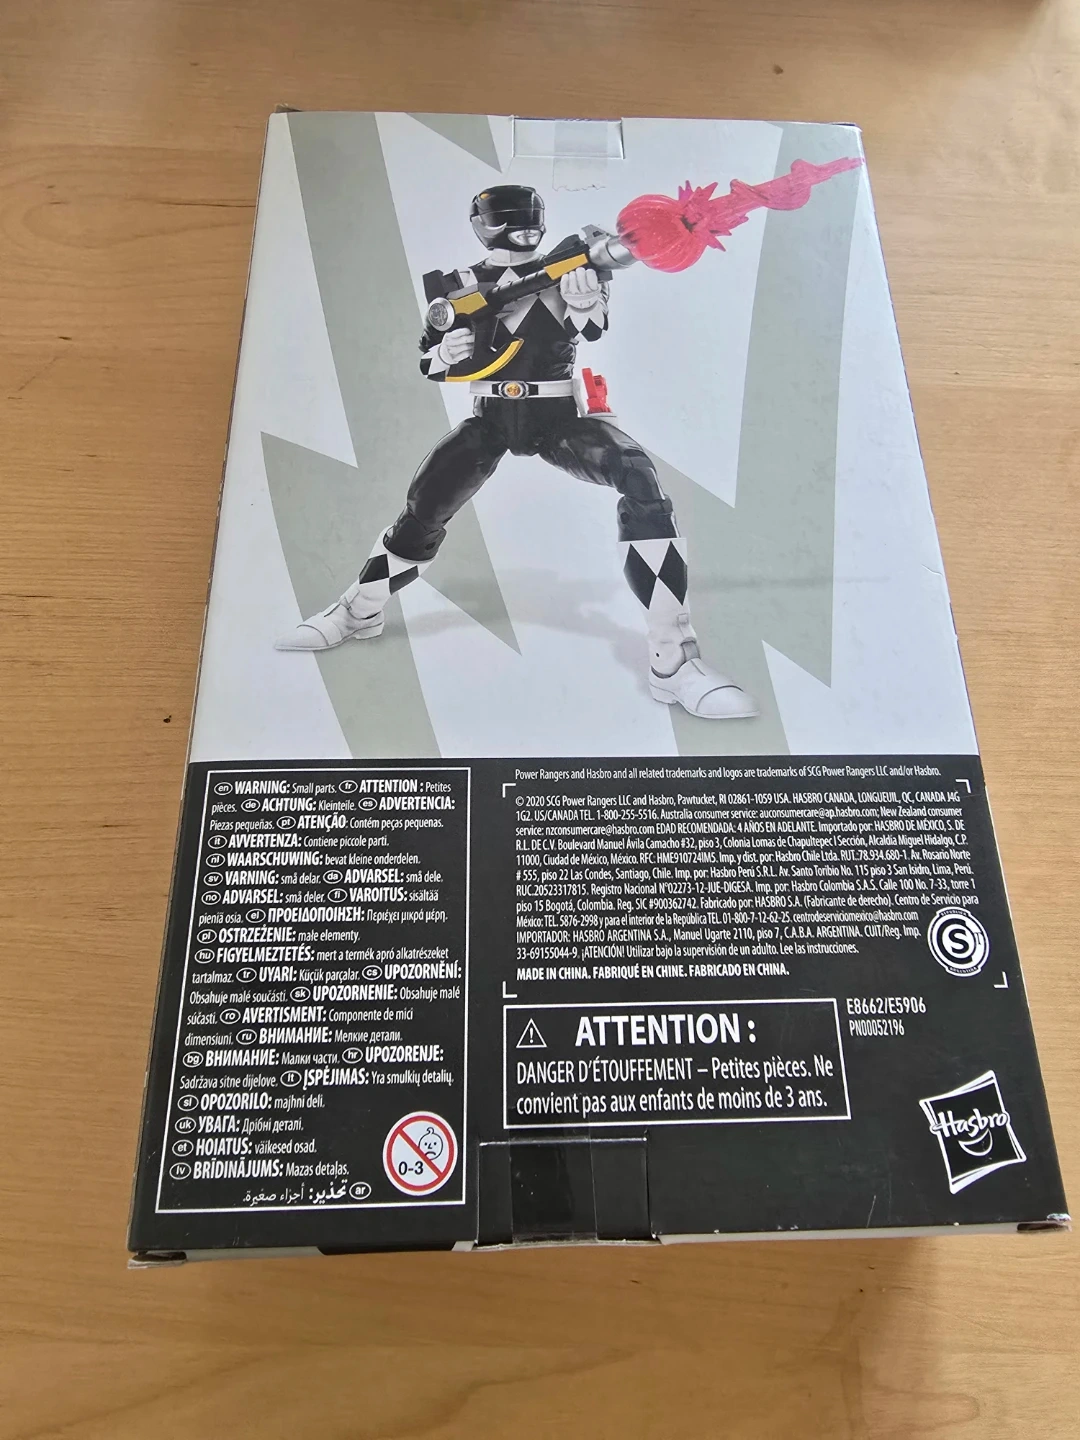 en WARNING: Small parts. fr ATTENTION : Petites
pièces. de ACHTUNG: Kleinteile. es ADVERTENCIA:
Piezas pequeñas. pt ATENÇÃO: Contém peças pequenas.
it AVVERTENZA: Contiene piccole parti.
nl WAARSCHUWING: bevat kleine onderdelen.
sv VARNING: små delar. da ADVARSEL: små dele.
no ADVARSEL: små deler. fi VAROITUS: sisältää
pieniä osia. el ΠΡΟΕΙΔΟΠΟΙΗΣΗ: Περιέχει μικρά μέρη.
pl OSTRZEŻENIE: małe elementy.
hu FIGYELMEZTETÉS: mert a termék apró alkatrészeket
tartalmaz. tr UYARI: Küçük parçalar. cs UPOZORNĚNÍ:
Obsahuje malé součásti. sk UPOZORNENIE: Obsahuje malé
súčasti. ro AVERTISMENT: Componente de mici
dimensiuni. ru ВНИМАНИЕ: Мелкие детали.
bg ВНИМАНИЕ: Малки части. hr UPOZORENJE:
Sadržava sitne dijelove. lt ĮSPĖJIMAS: Yra smulkių detalių.
sl OPOZORILO: majhni deli.
uk УВАГА: Дрібні деталі.
et HOIATUS: väikesed osad.
lv BRĪDINĀJUMS: Mazas detaļas.
ar تحذير: أجزاء صغيرة.
0-3
Power Rangers and Hasbro and all related trademarks and logos are trademarks of SCG Power Rangers LLC and/or Hasbro.
© 2020 SCG Power Rangers LLC and Hasbro, Pawtucket, RI 02861-1059 USA. HASBRO CANADA, LONGUEUIL, QC, CANADA J4G
1G2. US/CANADA TEL. 1-800-255-5516. Australia consumer service: auconsumercare@ap.hasbro.com; New Zealand consumer
service: nzconsumercare@hasbro.com EDAD RECOMENDADA: 4 AÑOS EN ADELANTE. Importado por: HASBRO DE MÉXICO, S. DE
R.L. DE C.V. Boulevard Manuel Ávila Camacho #32, piso 3, Colonia Lomas de Chapultepec I Sección, Alcaldía Miguel Hidalgo, C.P.
11000, Ciudad de México, México. RFC: HME910724IM5. Imp. y dist. por: Hasbro Chile Ltda. RUT.:78.934.680-1. Av. Rosario Norte
# 555, piso 22 Las Condes, Santiago, Chile. Imp. por: Hasbro Perú S.R.L. Av. Santo Toribio No. 115 piso 3 San Isidro, Lima, Perú.
RUC.20523317815. Registro Nacional Nº02273-12-JUE-DIGESA. Imp. por: Hasbro Colombia S.A.S. Calle 100 No. 7-33, torre 1
piso 15 Bogotá, Colombia. Reg. SIC #900362742. Fabricado por: HASBRO S.A. (Fabricante de derecho). Centro de Servicio para
México: TEL. 5876-2998 y para el interior de la República TEL. 01-800-7-12-62-25. centrodeserviciomexico@hasbro.com
IMPORTADOR: HASBRO ARGENTINA S.A., Manuel Ugarte 2110, piso 7, C.A.B.A. ARGENTINA. CUIT/Reg. Imp.
33-69155044-9. ¡ATENCIÓN! Utilizar bajo la supervisión de un adulto. Lee las instrucciones.
MADE IN CHINA. FABRIQUÉ EN CHINE. FABRICADO EN CHINA.
S
ARGENTINA
ATTENTION :
DANGER D'ÉTOUFFEMENT – Petites pièces. Ne
convient pas aux enfants de moins de 3 ans.
E8662/E5906
PN00052196
Hasbro